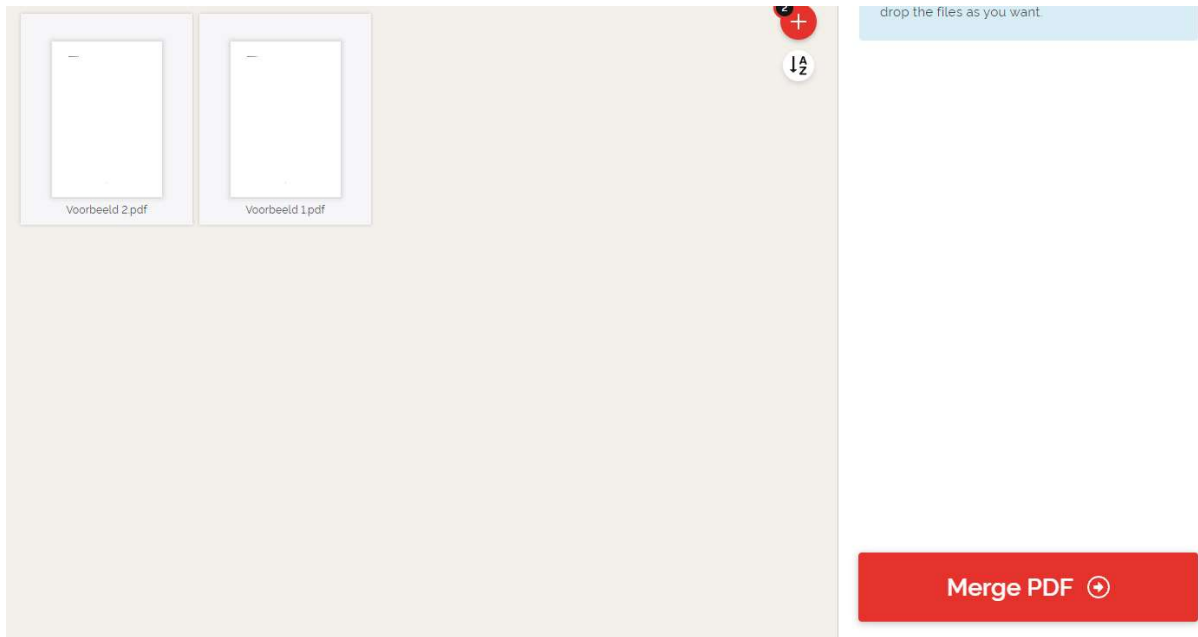 2
drop the files as you want.
A
Z
Voorbeeld 2.pdf
Voorbeeld 1.pdf
Merge PDF